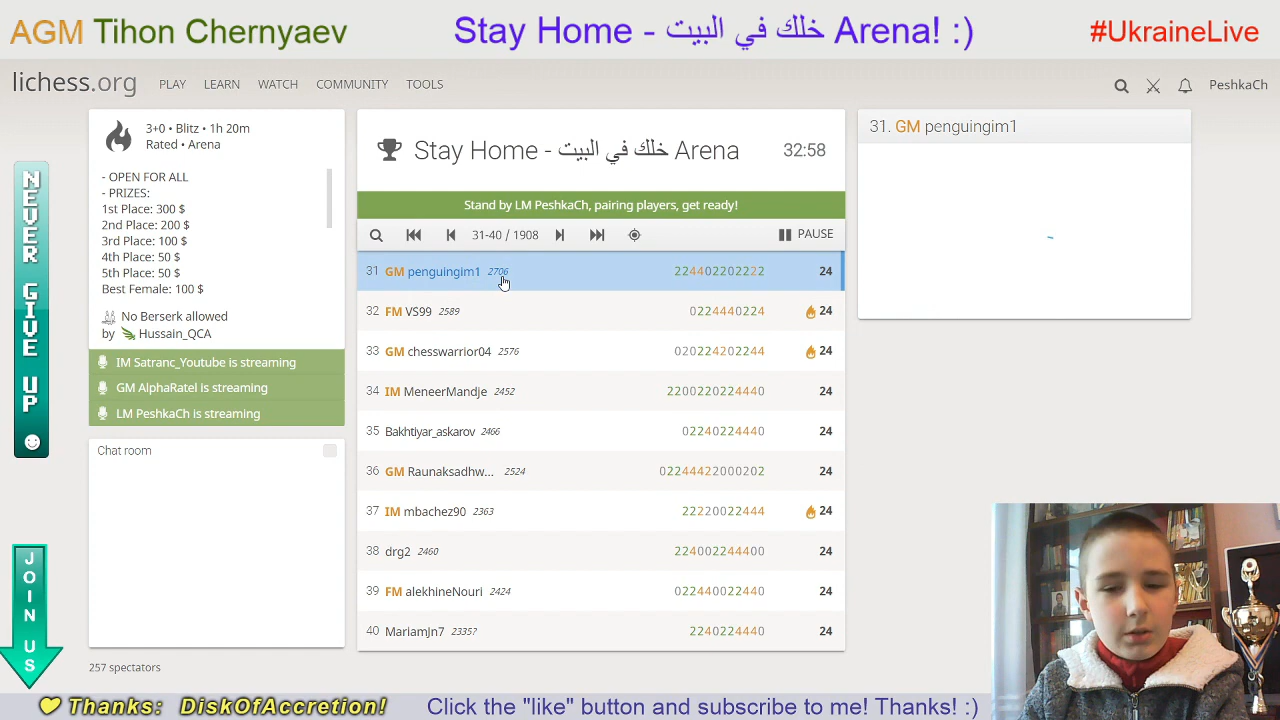 AGM Tihon Chernyaev
Stay Home - خلك في البيت Arena! :)
#UkraineLive
lichess.org PLAY LEARN WATCH COMMUNITY TOOLS PeshkaCh
3+0 • Blitz • 1h 20m
Rated • Arena
- OPEN FOR ALL
- PRIZES:
1st Place: 300 $
2nd Place: 200 $
3rd Place: 100 $
4th Place: 50 $
5th Place: 50 $
Best Female: 100 $
No Berserk allowed
by Hussain_QCA
IM Satranc_Youtube is streaming
GM AlphaRatel is streaming
LM PeshkaCh is streaming
Chat room
257 spectators
NEVER GIVE UP
JOIN US
Stay Home - خلك في البيت Arena 32:58
Stand by LM PeshkaCh, pairing players, get ready!
31-40 / 1908 PAUSE
31 GM penguingim1 2706 224402202222 24
32 FM VS99 2589 0224440224 24
33 GM chesswarrior04 2576 020224202244 24
34 IM MeneerMandje 2452 2200220224440 24
35 Bakhtiyar_askarov 2466 02240224440 24
36 GM Raunaksadhw... 2524 02244422000202 24
37 IM mbachez90 2363 22220022444 24
38 drg2 2460 224002244400 24
39 FM alekhinenouri 2424 022440022440 24
40 MariamJn7 2335? 2240224440 24
31. GM penguingim1
Thanks: DiskOfAccretion!
Click the "like" button and subscribe to me! Thanks! :)